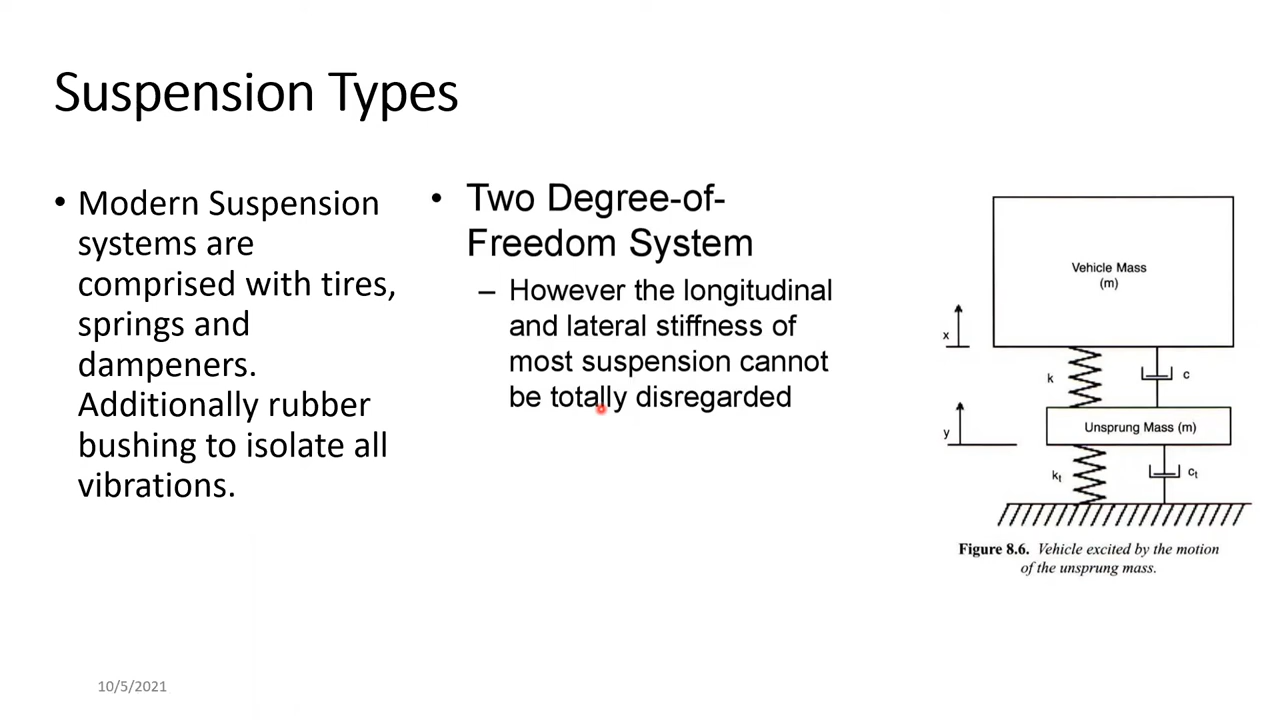 Suspension Types
• Modern Suspension
systems are
comprised with tires,
springs and
dampeners.
Additionally rubber
bushing to isolate all
vibrations.
• Two Degree-of-
Freedom System
– However the longitudinal
and lateral stiffness of
most suspension cannot
be totally disregarded
Vehicle Mass
(m)
x
k
c
y
Unsprung Mass (m)
kt
ct
Figure 8.6. Vehicle excited by the motion
of the unsprung mass.
10/5/2021